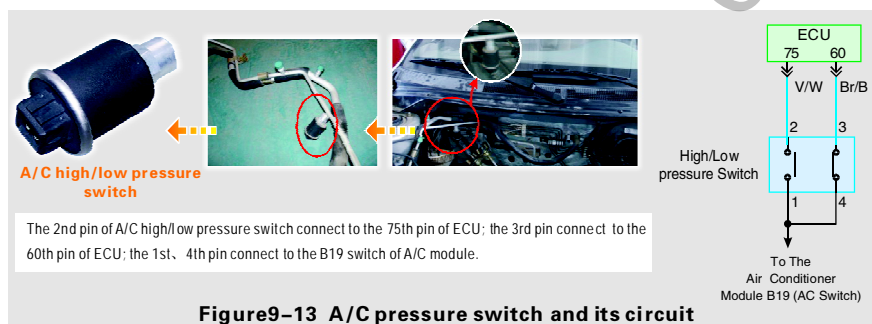 A/C high/low pressure
switch
The 2nd pin of A/C high/low pressure switch connect to the 75th pin of ECU; the 3rd pin connect to the
60th pin of ECU; the 1st、4th pin connect to the B19 switch of A/C module.
ECU
75 60
V/W Br/B
2 3
High/Low
pressure Switch
1 4
To The
Air Conditioner
Module B19 (AC Switch)
Figure9–13 A/C pressure switch and its circuit